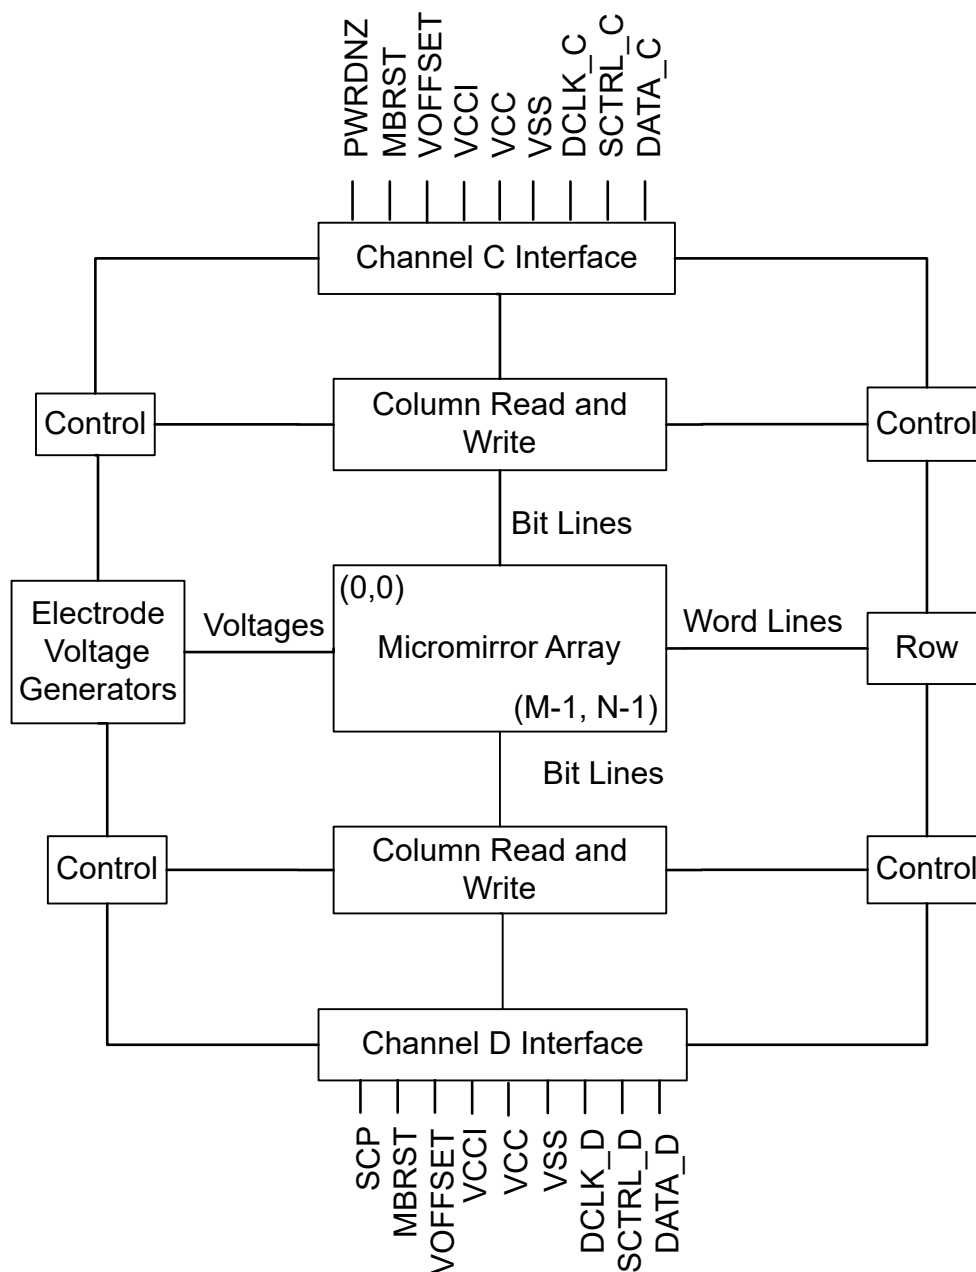 PWRDNZ
MBRST
VOFFSET
VCCI
VCC
VSS
DCLK_C
SCTRL_C
DATA_C
Channel C Interface
Control
Column Read and
Write
Control
Bit Lines
Electrode
Voltage
Generators
Voltages
(0,0)
Micromirror Array
(M-1, N-1)
Word Lines
Row
Bit Lines
Control
Column Read and
Write
Control
Channel D Interface
SCP
MBRST
VOFFSET
VCCI
VCC
VSS
DCLK_D
SCTRL_D
DATA_D